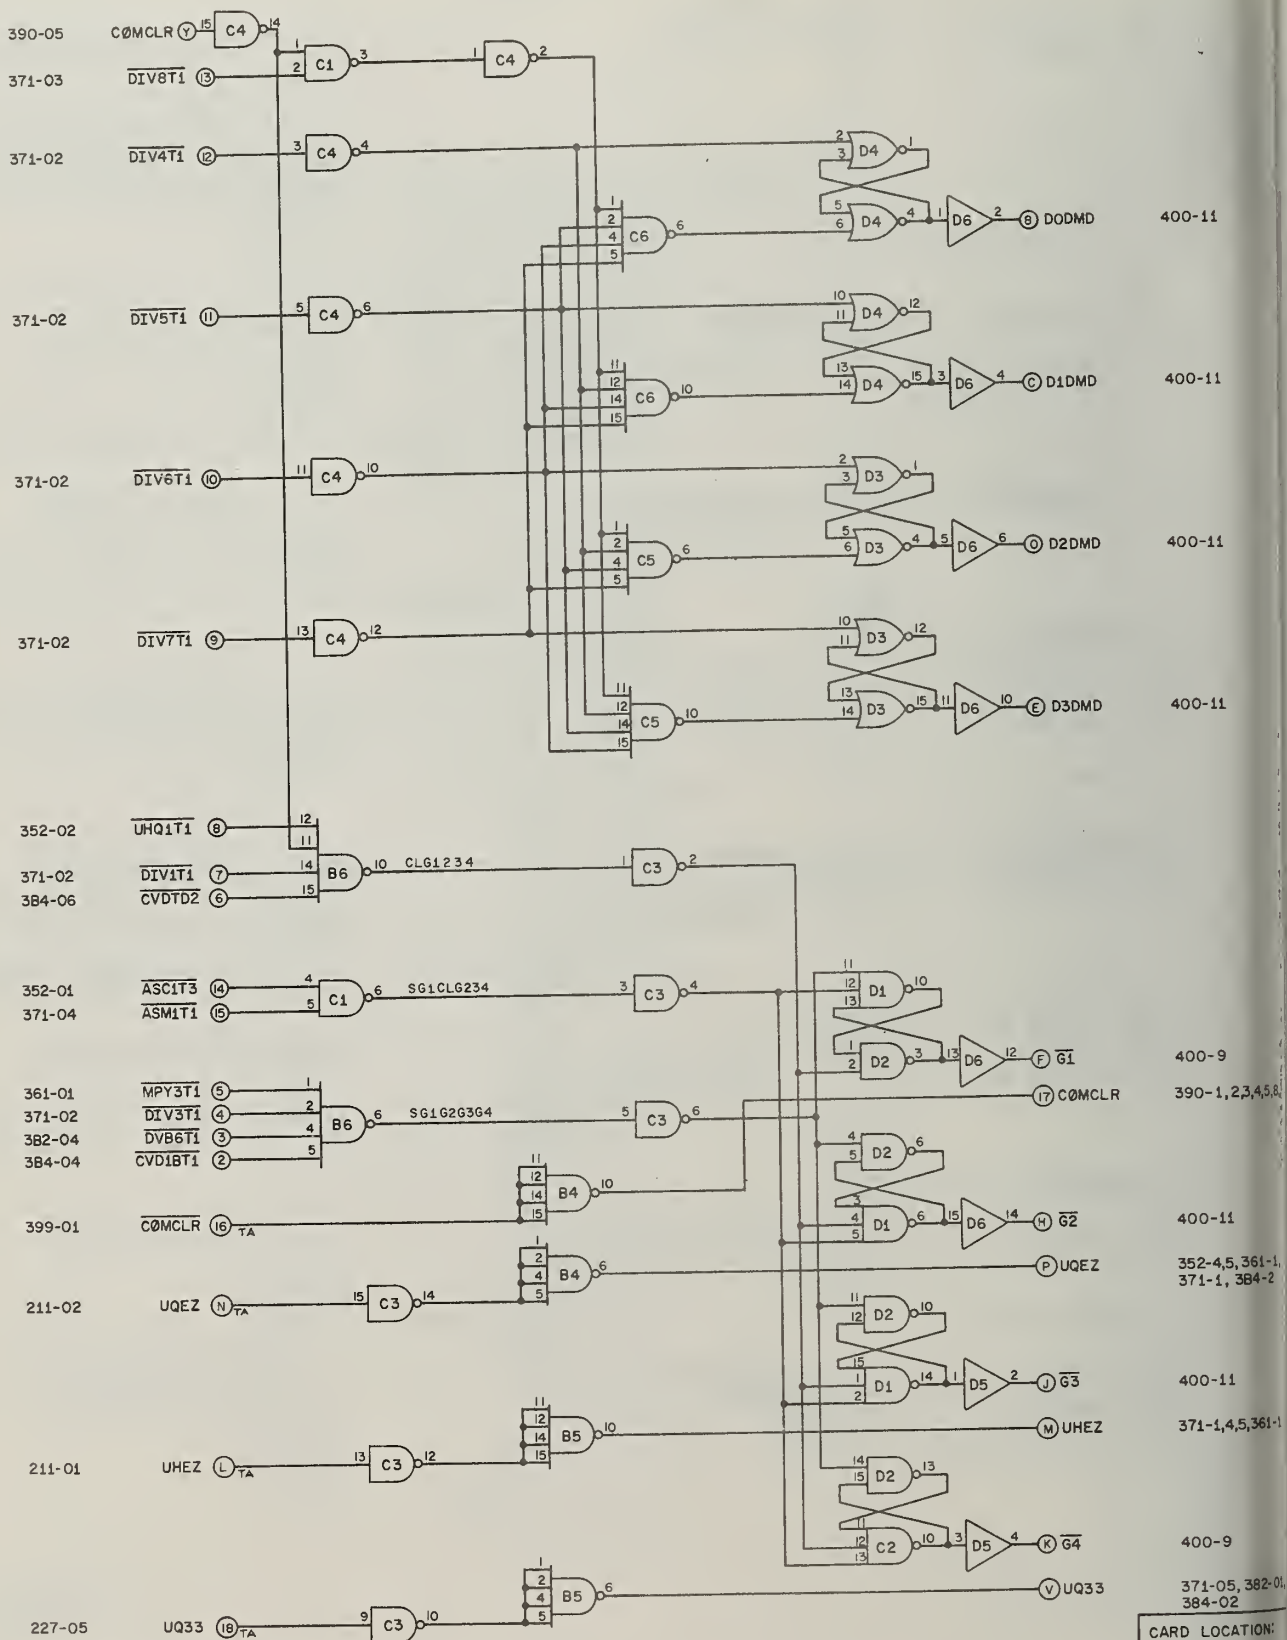 390-05 CØMCLR Y 15 C4 14
1 C1 3 1 C4 2
371-03 DIV8T1 13 2
371-02 DIV4T1 12 3 C4 4 2 3 D4 1
1 2 4 5 C6 6 5 6 D4 4 1 D6 2 8 D0DMD 400-11
371-02 DIV5T1 11 5 C4 6 10 11 D4 12
11 12 14 15 C6 10 13 14 D4 15 3 D6 4 C D1DMD 400-11
371-02 DIV6T1 10 11 C4 10 2 3 D3 1
1 2 4 5 C5 6 5 6 D3 4 5 D6 6 D2DMD 400-11
371-02 DIV7T1 9 13 C4 12 10 11 D3 12
11 12 14 15 C5 10 13 14 D3 15 11 D6 10 E D3DMD 400-11
352-02 UHQ1T1 8 12
11
371-02 DIV1T1 7 14 B6 10 CLG1234 1 C3 2
3B4-06 CVDTD2 6 15
352-01 ASC1T3 14 4 C1 6 SG1CLG234 3 C3 4 11 12 13 D1 10
371-04 ASM1T1 15 5
1 2 D2 3 13 D6 12 F G1 400-9
361-01 MPY3T1 5 1
17 CØMCLR 390-1,2,3,4,5,8
371-02 DIV3T1 4 2 B6 6 SG1G2G3G4 5 C3 6
3B2-04 DVB6T1 3 4
3B4-04 CVD1BT1 2 5 4 5 D2 6
11 12 14 15 B4 10
399-01 CØMCLR 16 TA 3 4 5 D1 6 15 D6 14 H G2 400-11
1 2 4 5 B4 6 P UQEZ 352-4,5,361-1,
371-1, 3B4-2
211-02 UQEZ N TA 15 C3 14 11 12 D2 10
15 1 2 D1 14 1 D5 2 J G3 400-11
11 12 14 15 B5 10 M UHEZ 371-1,4,5,361-1
211-01 UHEZ L TA 13 C3 12 14 15 D2 13
11 12 13 C2 10 3 D5 4 K G4 400-9
1 2 4 5 B5 6 V UQ33 371-05, 382-01,
384-02
227-05 UQ33 18 TA 9 C3 10
CARD LOCATION: